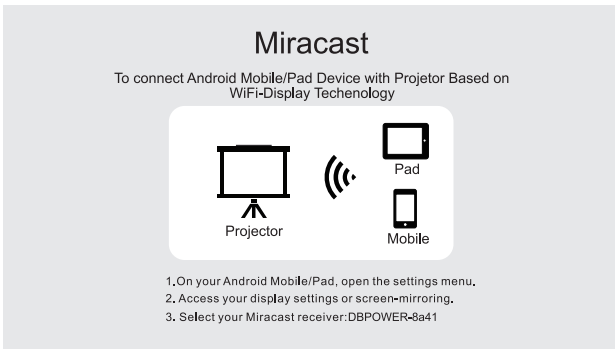 Miracast
To connect Android Mobile/Pad Device with Projetor Based on
WiFi-Display Techenology
Pad
Projector
Mobile
1.On your Android Mobile/Pad, open the settings menu.
2. Access your display settings or screen-mirroring.
3. Select your Miracast receiver:DBPOWER-8a41